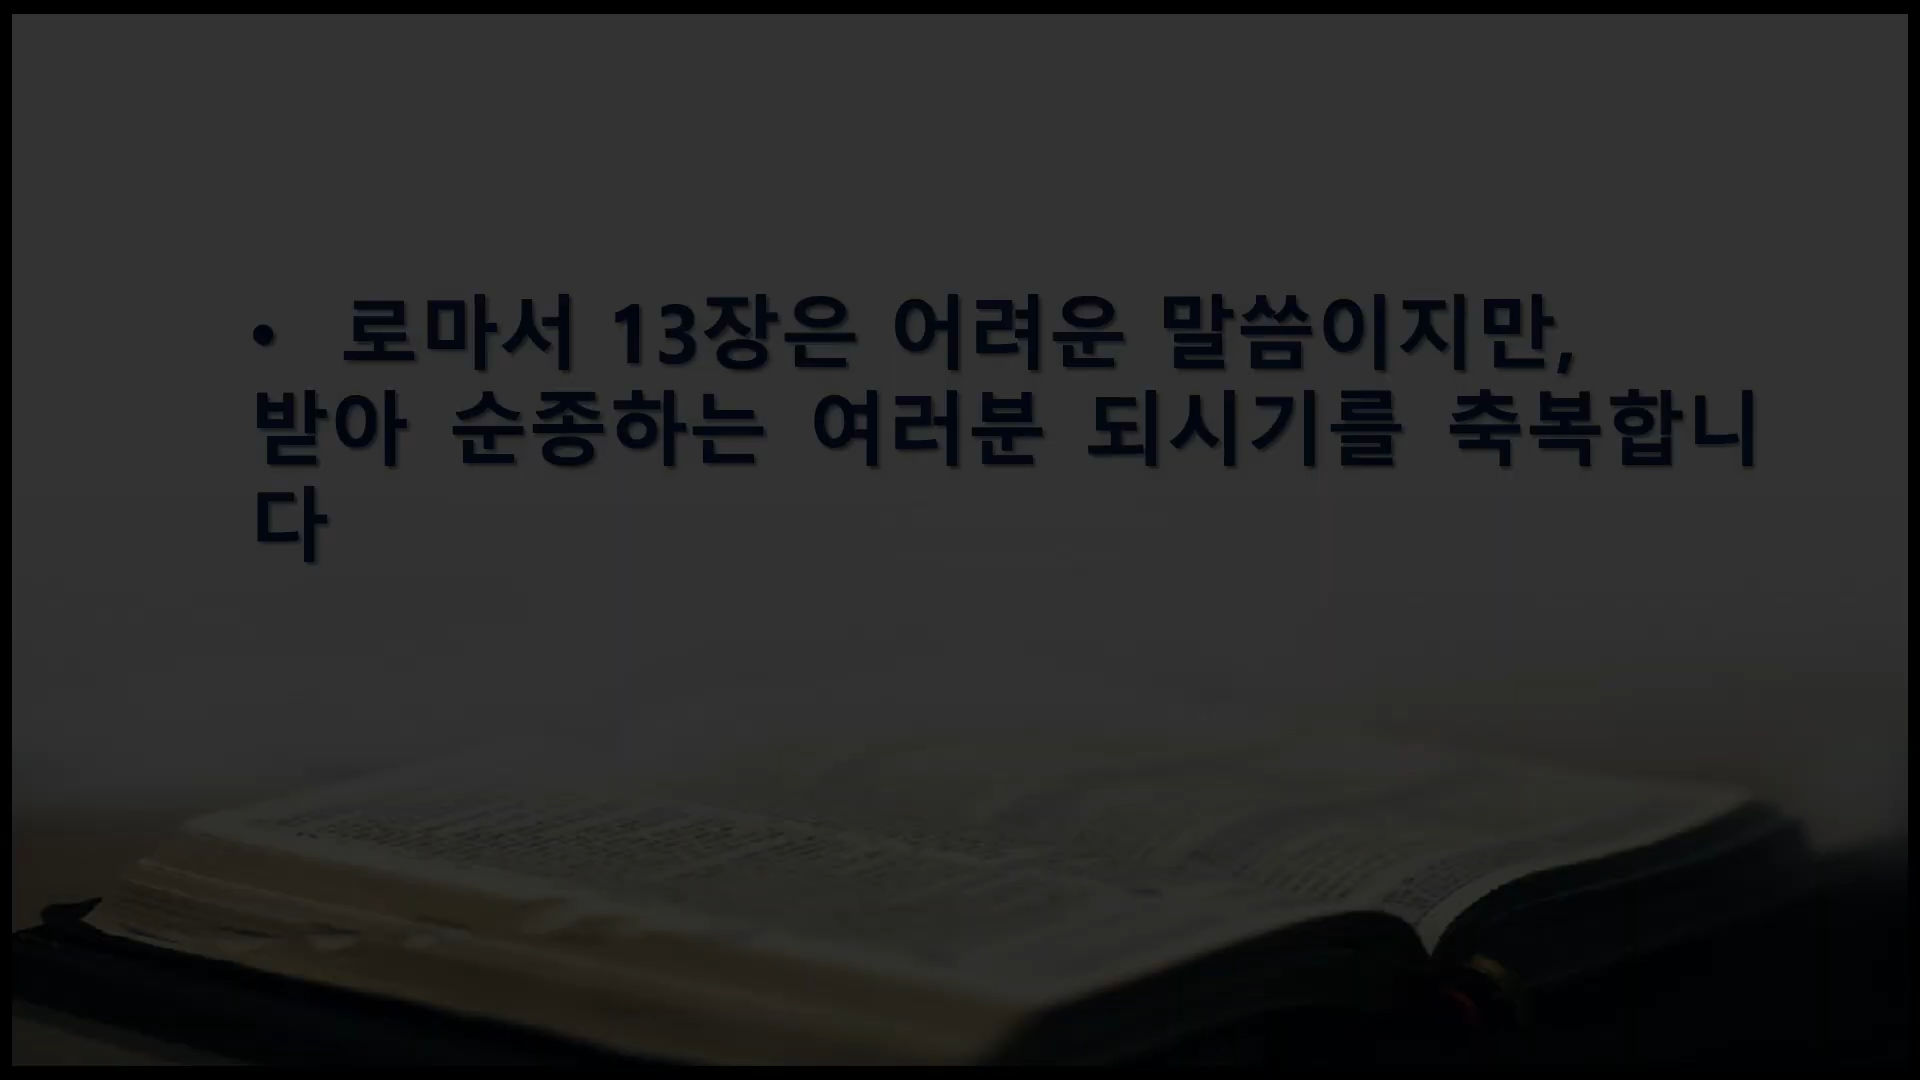 • 로마서 13장은 어려운 말씀이지만,
받아 순종하는 여러분 되시기를 축복합니
다